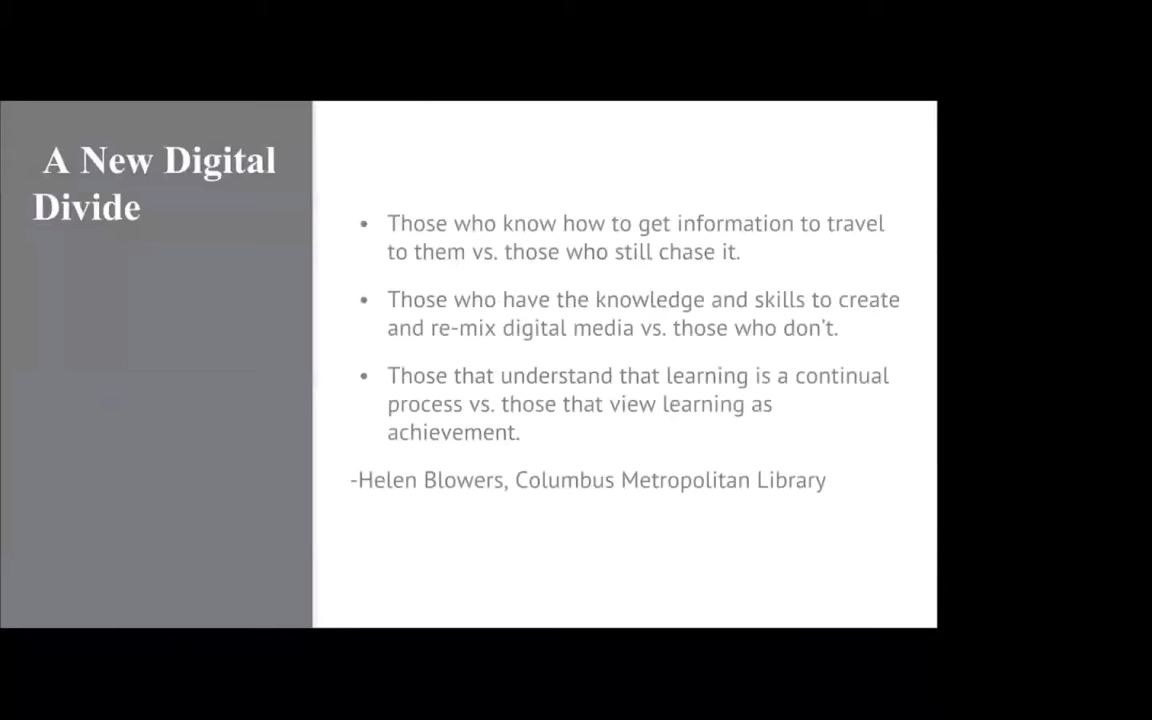 A New Digital
Divide
• Those who know how to get information to travel
to them vs. those who still chase it.
• Those who have the knowledge and skills to create
and re-mix digital media vs. those who don't.
• Those that understand that learning is a continual
process vs. those that view learning as
achievement.
-Helen Blowers, Columbus Metropolitan Library